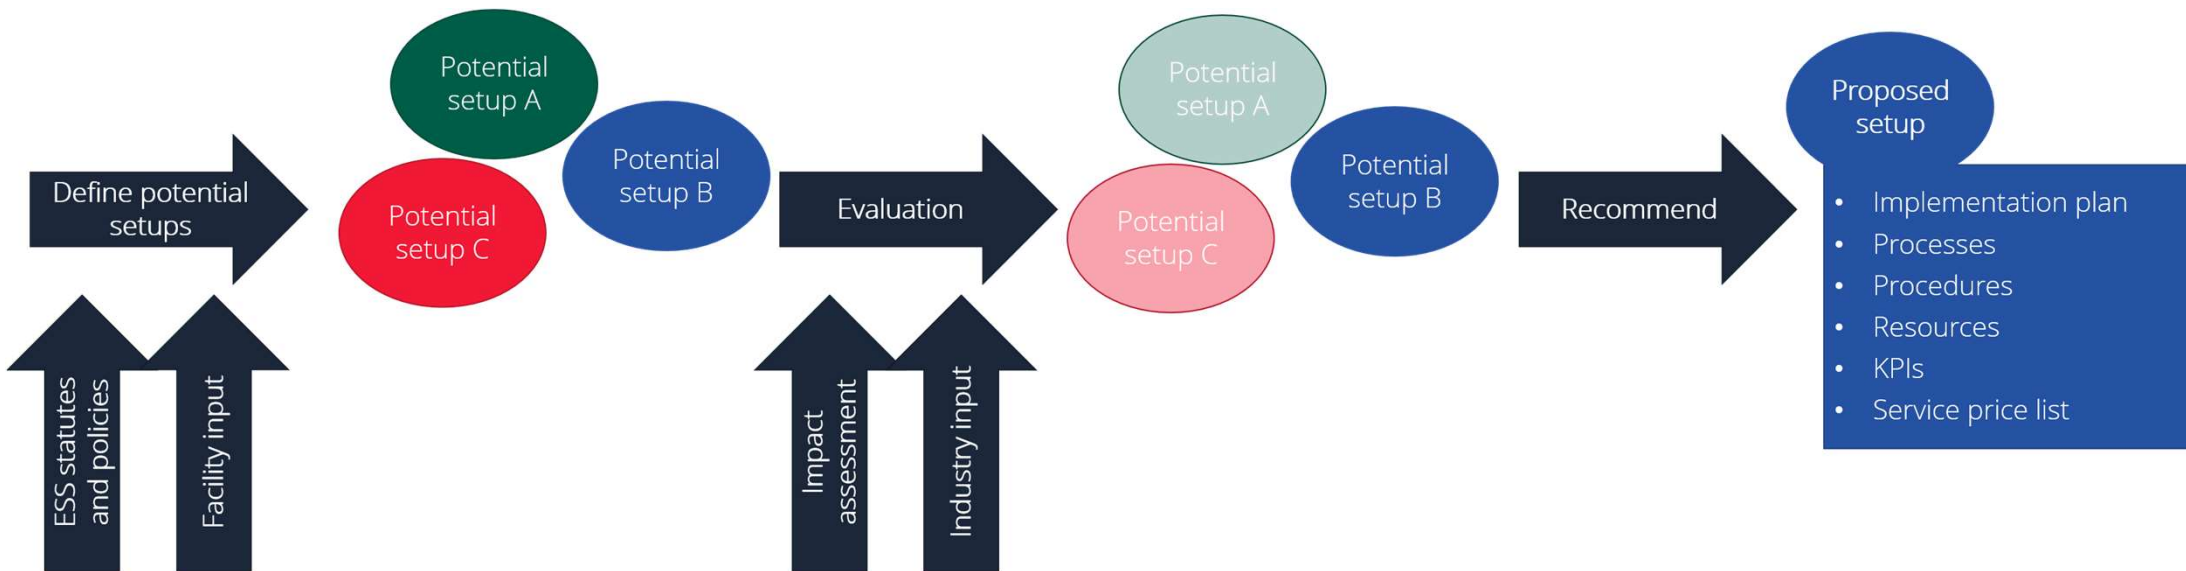 Define potential
setups
ESS statutes
and policies
Facility input
Potential
setup A
Potential
setup B
Potential
setup C
Evaluation
Impact
assessment
Industry input
Potential
setup A
Potential
setup B
Potential
setup C
Recommend
Proposed
setup
• Implementation plan
• Processes
• Procedures
• Resources
• KPIs
• Service price list